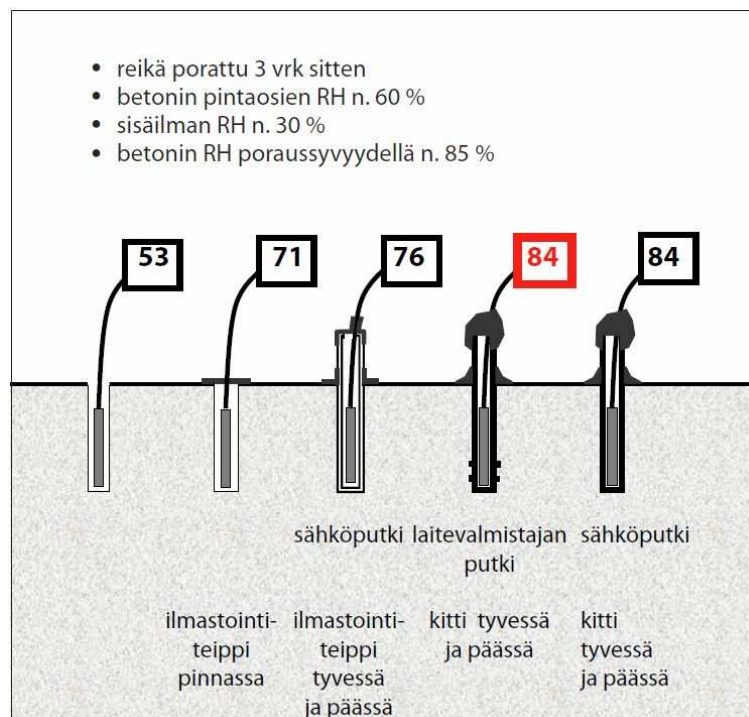 • reikä porattu 3 vrk sitten
• betonin pintaosien RH n. 60 %
• sisäilman RH n. 30 %
• betonin RH poraussyvyydellä n. 85 %
53 71 76 84 84
sähköputki laitevalmistajan sähköputki
putki
ilmastointi- ilmastointi- kitti tyvessä kitti
teippi teippi ja päässä tyvessä
pinnassa tyvessä ja päässä
ja päässä